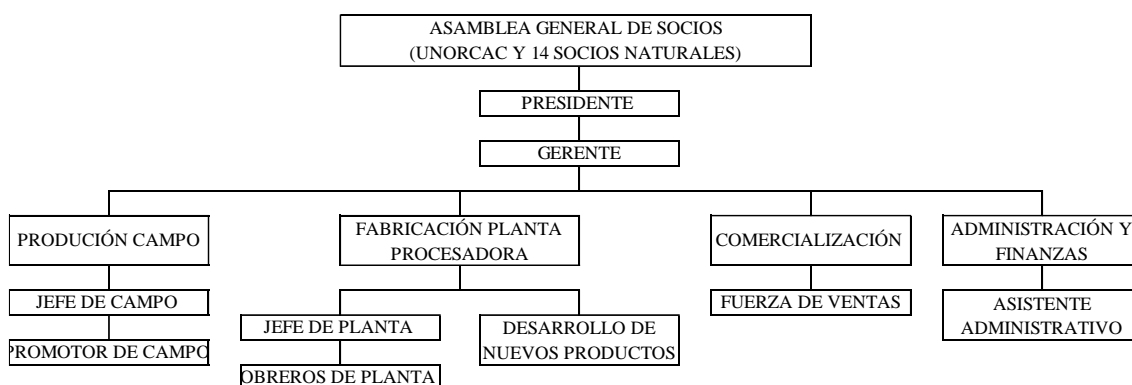 ASAMBLEA GENERAL DE SOCIOS
(UNORCAC Y 14 SOCIOS NATURALES)
PRESIDENTE
GERENTE
PRODUCIÓN CAMPO
FABRICACIÓN PLANTA
PROCESADORA
COMERCIALIZACIÓN
ADMINISTRACIÓN Y
FINANZAS
JEFE DE CAMPO
PROMOTOR DE CAMPO
JEFE DE PLANTA
OBREROS DE PLANTA
DESARROLLO DE
NUEVOS PRODUCTOS
FUERZA DE VENTAS
ASISTENTE
ADMINISTRATIVO